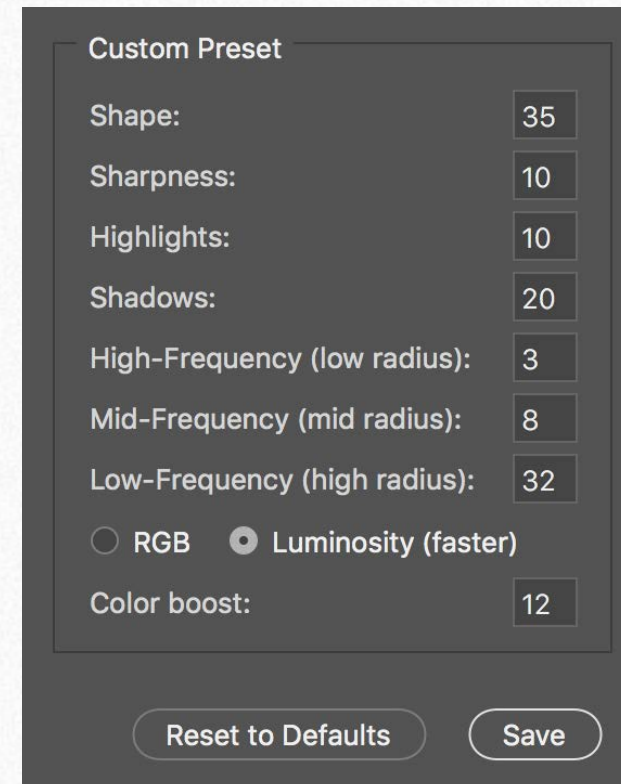 Custom Preset
Shape: 35
Sharpness: 10
Highlights: 10
Shadows: 20
High-Frequency (low radius): 3
Mid-Frequency (mid radius): 8
Low-Frequency (high radius): 32
RGB Luminosity (faster)
Color boost: 12
Reset to Defaults Save